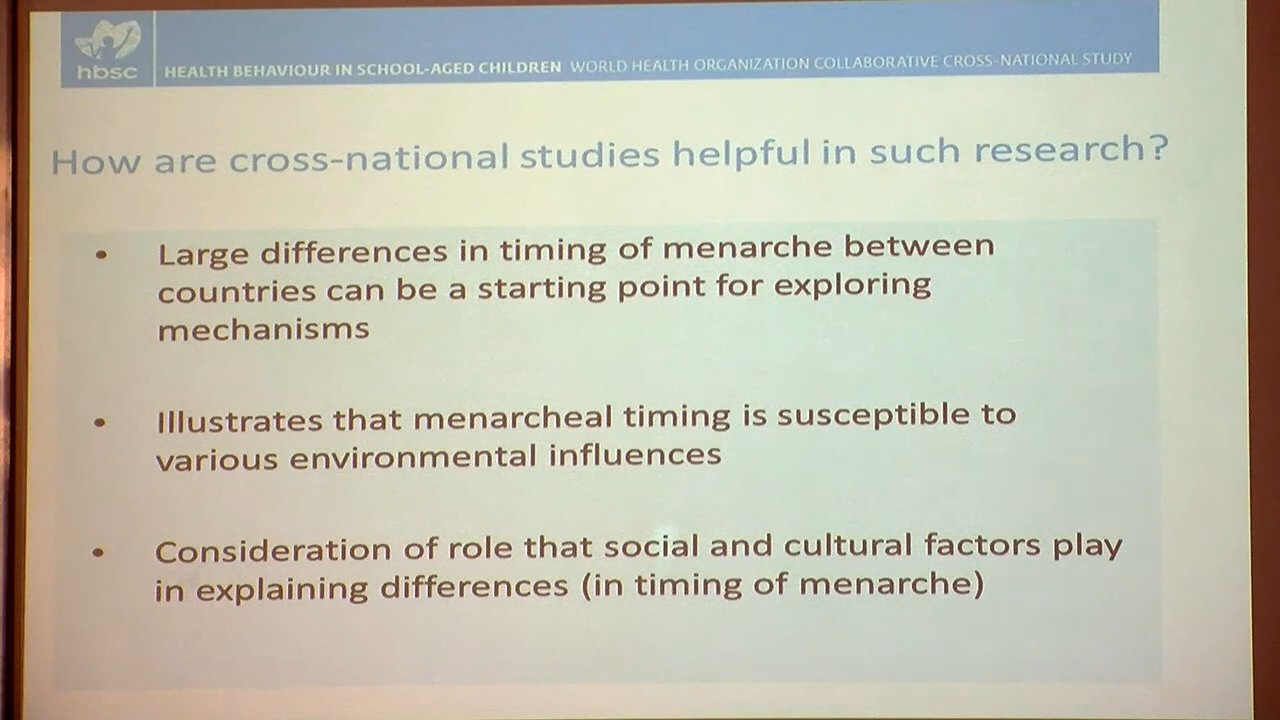 hbsc
HEALTH BEHAVIOUR IN SCHOOL-AGED CHILDREN WORLD HEALTH ORGANIZATION COLLABORATIVE CROSS-NATIONAL STUDY
How are cross-national studies helpful in such research?
• Large differences in timing of menarche between
countries can be a starting point for exploring
mechanisms
• Illustrates that menarcheal timing is susceptible to
various environmental influences
• Consideration of role that social and cultural factors play
in explaining differences (in timing of menarche)